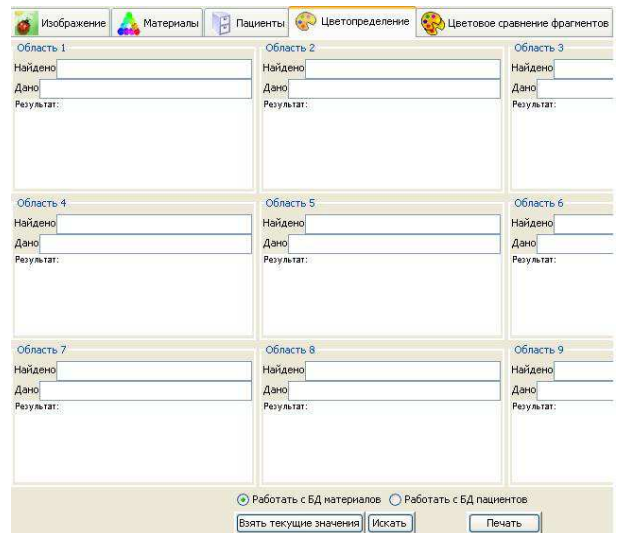 Изображение Материалы Пациенты Цветопределение Цветовое сравнение фрагментов
Область 1 Область 2 Область 3
Найдено Найдено Найдено
Дано Дано Дано
Результат: Результат: Результат:
Область 4 Область 5 Область 6
Найдено Найдено Найдено
Дано Дано Дано
Результат: Результат: Результат:
Область 7 Область 8 Область 9
Найдено Найдено Найдено
Дано Дано Дано
Результат: Результат: Результат:
Работать с БД материалов Работать с БД пациентов
Взять текущие значения Искать Печать